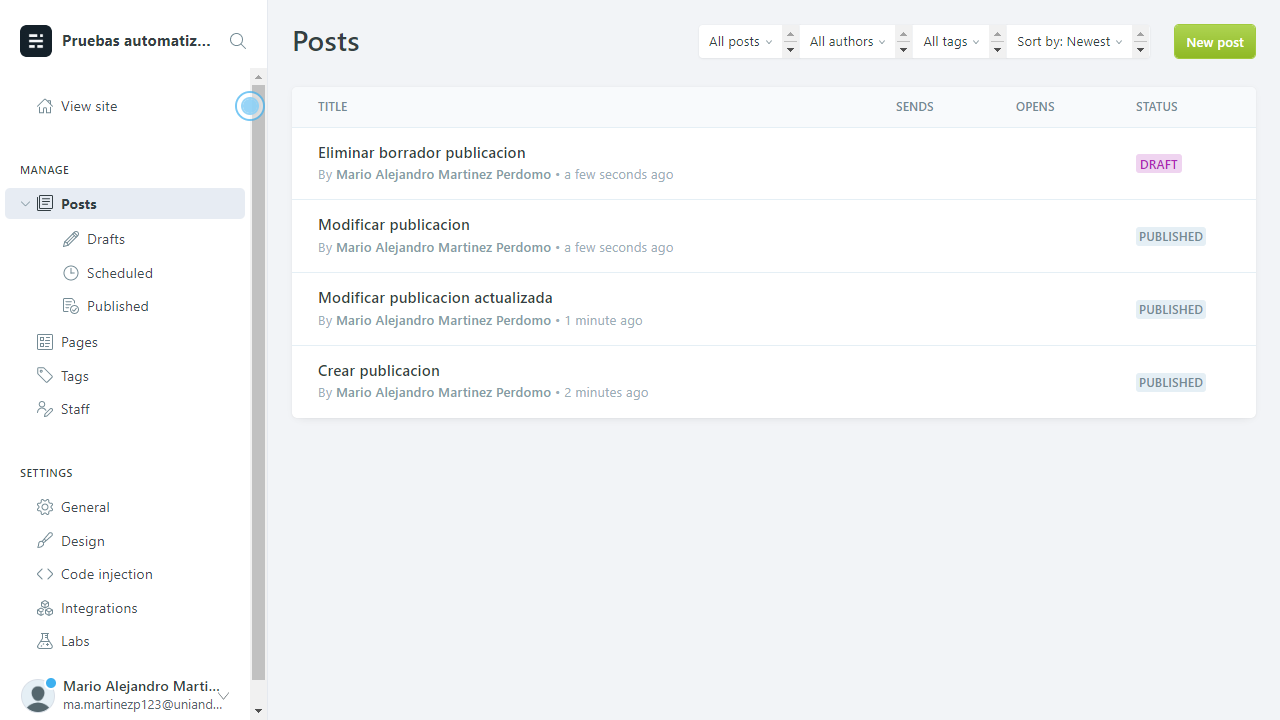 Pruebas automatiz...
View site
MANAGE
Posts
Drafts
Scheduled
Published
Pages
Tags
Staff
SETTINGS
General
Design
Code injection
Integrations
Labs
Mario Alejandro Marti...
ma.martinezp123@uniand...
Posts
All posts
All authors
All tags
Sort by: Newest
New post
TITLE SENDS OPENS STATUS
Eliminar borrador publicacion
By Mario Alejandro Martinez Perdomo • a few seconds ago
DRAFT
Modificar publicacion
By Mario Alejandro Martinez Perdomo • a few seconds ago
PUBLISHED
Modificar publicacion actualizada
By Mario Alejandro Martinez Perdomo • 1 minute ago
PUBLISHED
Crear publicacion
By Mario Alejandro Martinez Perdomo • 2 minutes ago
PUBLISHED